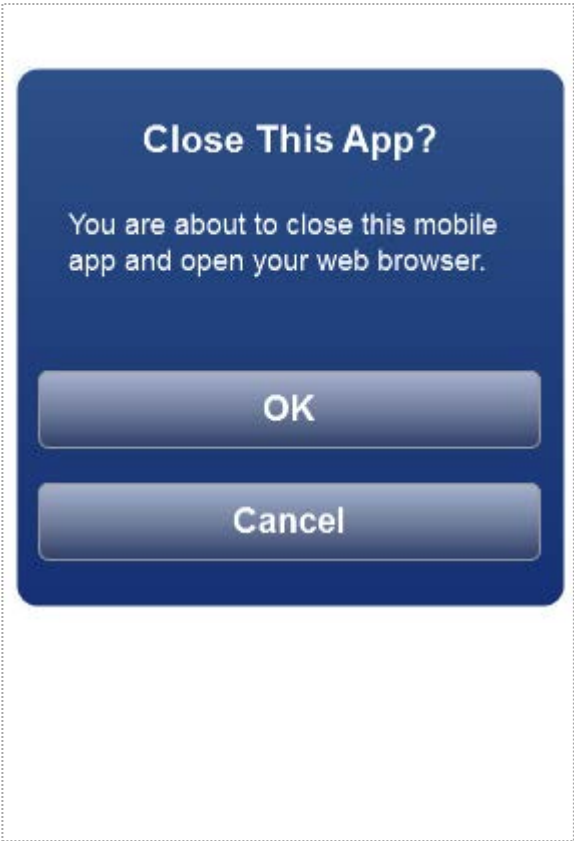 Close This App?
You are about to close this mobile
app and open your web browser.
OK
Cancel